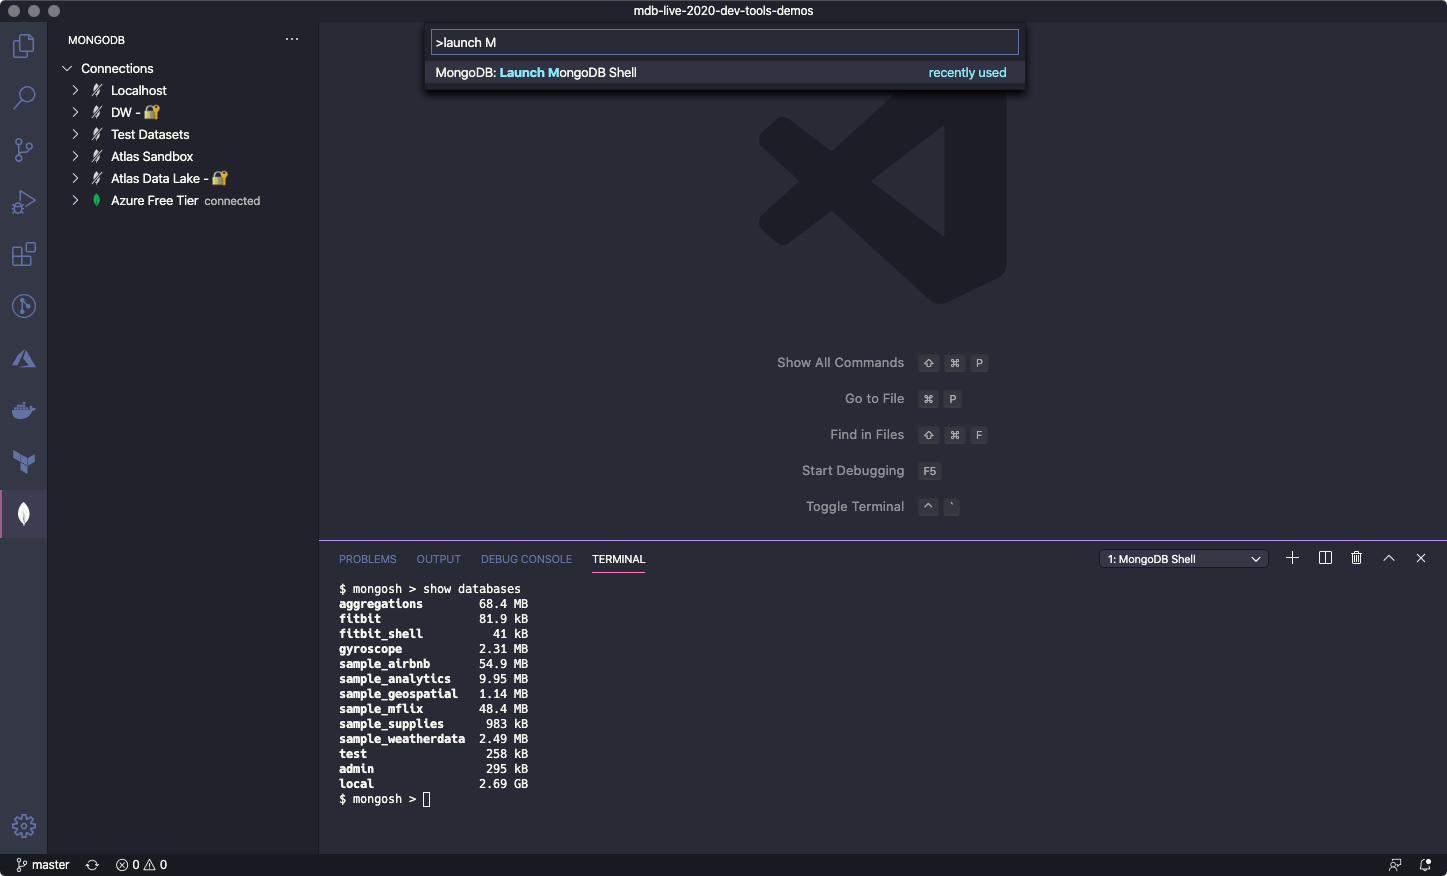 mdb-live-2020-dev-tools-demos
MONGODB
Connections
Localhost
DW - 🔐
Test Datasets
Atlas Sandbox
Atlas Data Lake - 🔐
Azure Free Tier connected
>launch M
MongoDB: Launch MongoDB Shell recently used
Show All Commands ⇧ ⌘ P
Go to File ⌘ P
Find in Files ⇧ ⌘ F
Start Debugging F5
Toggle Terminal ^ `
PROBLEMS OUTPUT DEBUG CONSOLE TERMINAL 1: MongoDB Shell
$ mongosh > show databases
aggregations 68.4 MB
fitbit 81.9 kB
fitbit_shell 41 kB
gyroscope 2.31 MB
sample_airbnb 54.9 MB
sample_analytics 9.95 MB
sample_geospatial 1.14 MB
sample_mflix 48.4 MB
sample_supplies 983 kB
sample_weatherdata 2.49 MB
test 258 kB
admin 295 kB
local 2.69 GB
$ mongosh >
master 0 0